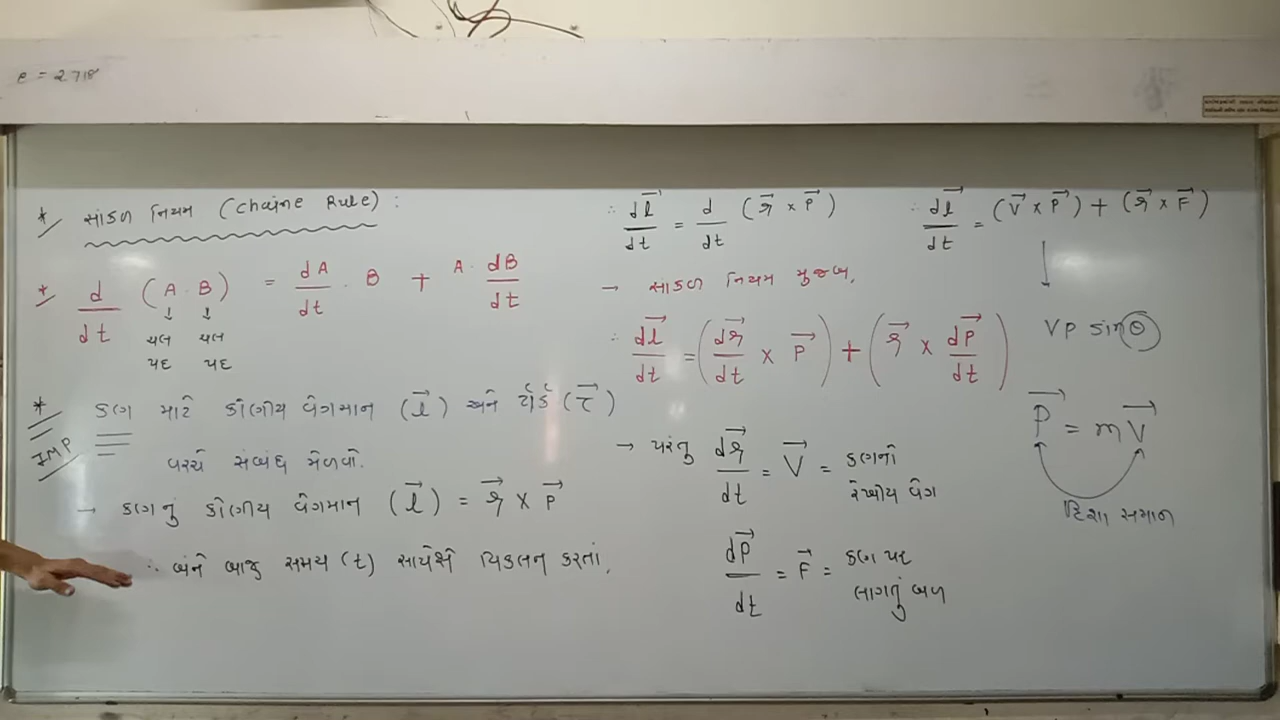 e = 2.718
* સાંકળ નિયમ (Chaine Rule) :
* d/dt (A · B) = dA/dt · B + A · dB/dt
↓ ↓
ચલ ચલ
પદ પદ
* IMP કણ માટે કોણીય વેગમાન (l⃗) અને ટૉર્ક (τ⃗)
વચ્ચે સંબંધ મેળવો.
→ કણનું કોણીય વેગમાન (l⃗) = r⃗ × P⃗
∴ બંને બાજુ સમય (t) સાપેક્ષે વિકલન કરતાં,
∴ dl⃗/dt = d/dt (r⃗ × P⃗)
→ સાંકળ નિયમ મુજબ,
∴ dl⃗/dt = (dr⃗/dt × P⃗) + (r⃗ × dP⃗/dt)
→ પરંતુ dr⃗/dt = V⃗ = કણનો
રેખીય વેગ
dP⃗/dt = F⃗ = કણ પર
લાગતું બળ
∴ dl⃗/dt = (V⃗ × P⃗) + (r⃗ × F⃗)
↓
VP sinθ
P⃗ = mV⃗
દિશા સમાન